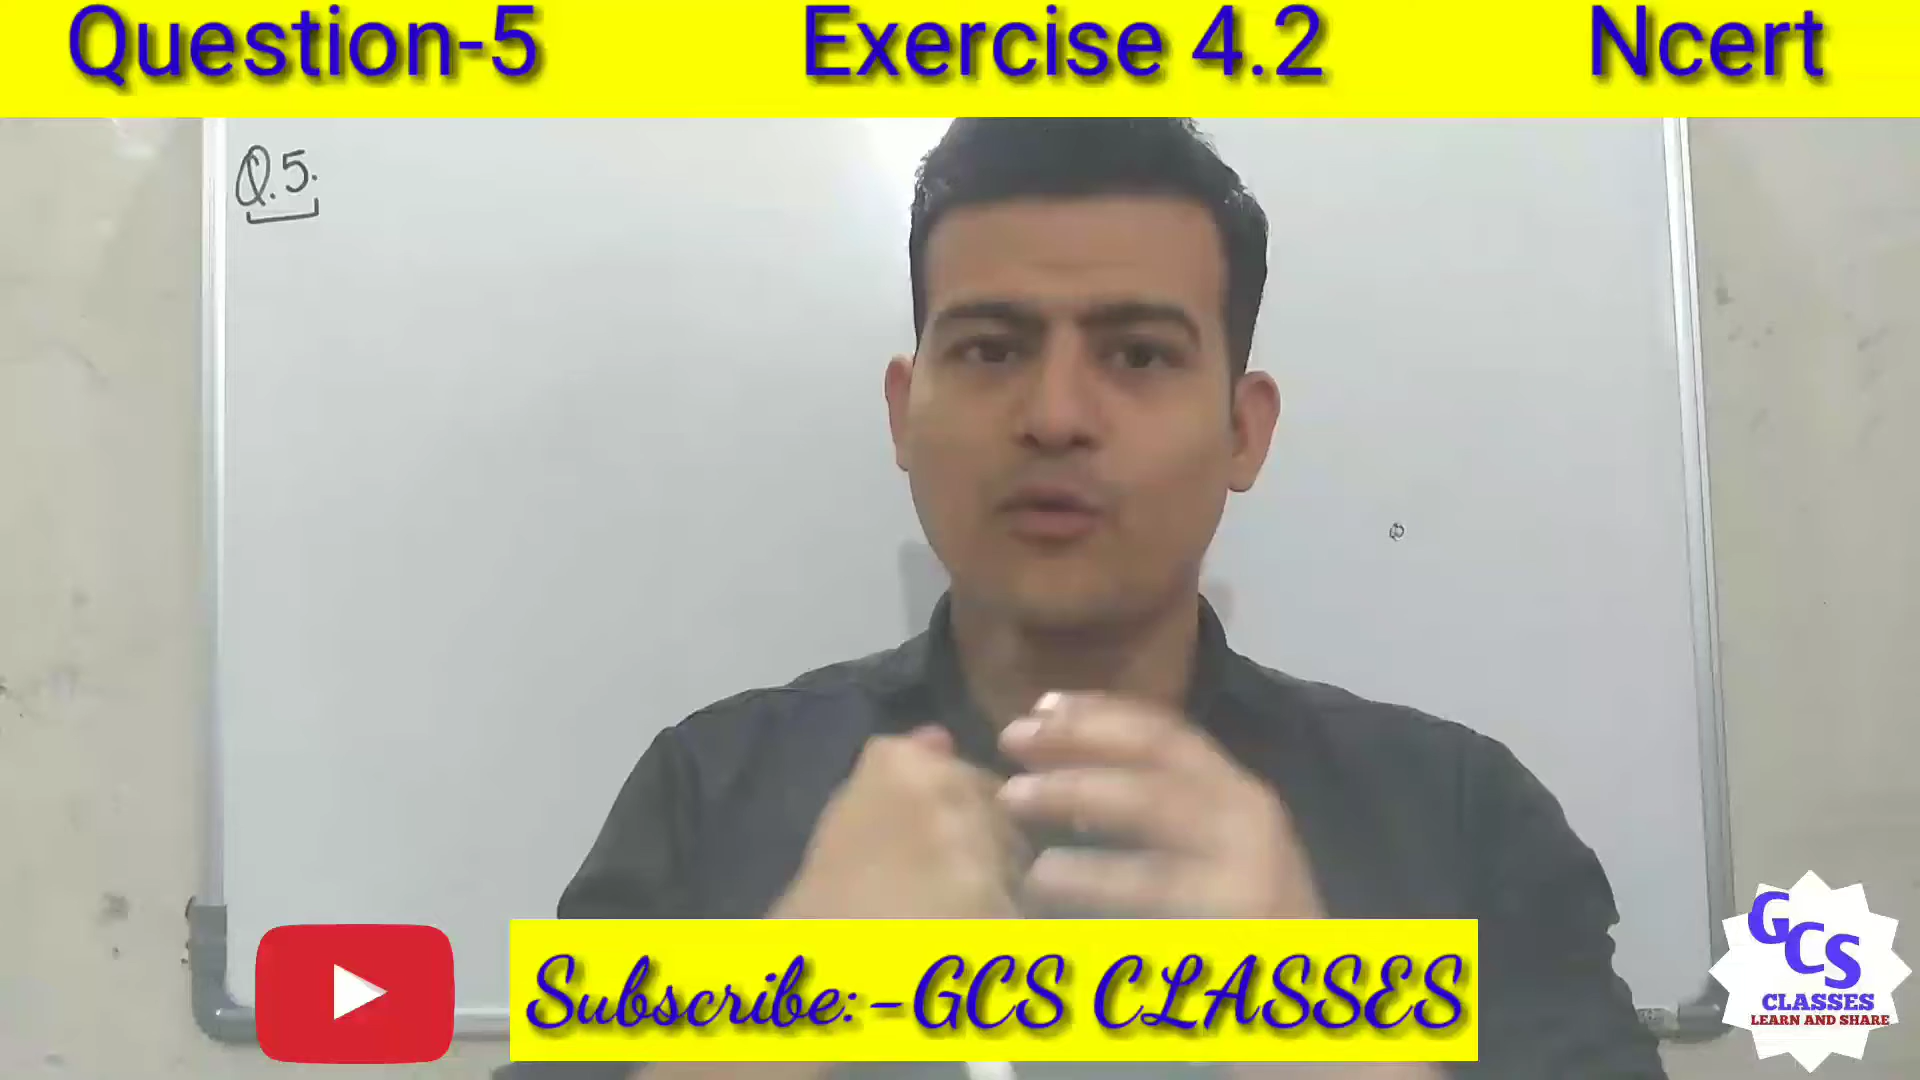 Question-5 Exercise 4.2 Ncert
Q.5.
Subscribe:-GCS CLASSES
GCS
CLASSES
LEARN AND SHARE